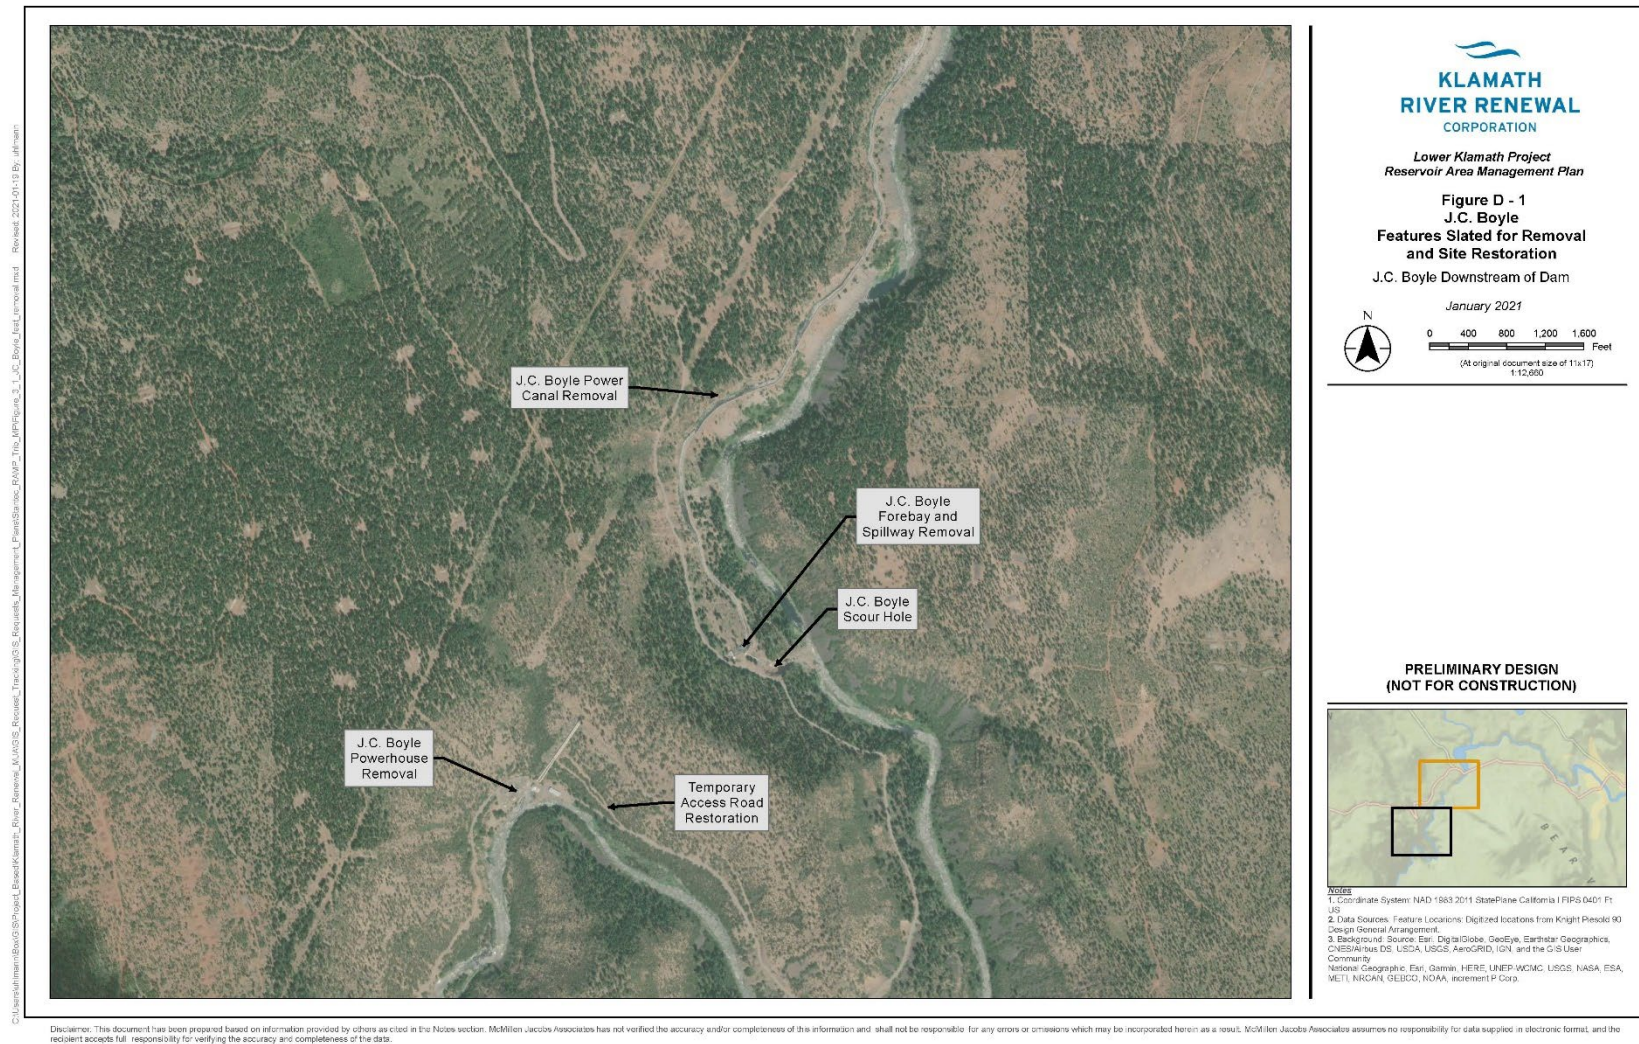 KLAMATH
RIVER RENEWAL
CORPORATION
Lower Klamath Project
Reservoir Area Management Plan
Figure D - 1
J.C. Boyle
Features Slated for Removal
and Site Restoration
J.C. Boyle Downstream of Dam
January 2021
N
0 400 800 1,200 1,600
Feet
(At original document size of 11x17)
1:12,660
J.C. Boyle Power
Canal Removal
J.C. Boyle
Forebay and
Spillway Removal
J.C. Boyle
Scour Hole
J.C. Boyle
Powerhouse
Removal
Temporary
Access Road
Restoration
PRELIMINARY DESIGN
(NOT FOR CONSTRUCTION)
BEAR V
Notes
1. Coordinate System: NAD 1983 2011 StatePlane California I FIPS 0401 Ft
US
2. Data Sources: Feature Locations: Digitized locations from Knight Piesold 90
Design General Arrangement.
3. Background: Source: Esri, DigitalGlobe, GeoEye, Earthstar Geographics,
CNES/Airbus DS, USDA, USGS, AeroGRID, IGN, and the GIS User
Community
National Geographic, Esri, Garmin, HERE, UNEP-WCMC, USGS, NASA, ESA,
METI, NRCAN, GEBCO, NOAA, increment P Corp.
Revised: 2021-01-19 By: uhlmann
Disclaimer: This document has been prepared based on information provided by others as cited in the Notes section. McMillen Jacobs Associates has not verified the accuracy and/or completeness of this information and shall not be responsible for any errors or omissions which may be incorporated herein as a result. McMillen Jacobs Associates assumes no responsibility for data supplied in electronic format, and the
recipient accepts full responsibility for verifying the accuracy and completeness of the data.